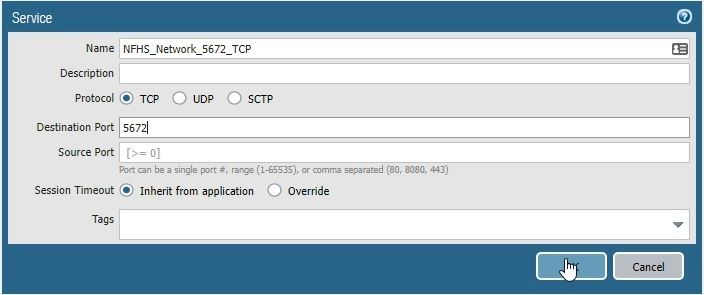 Service
Name NFHS_Network_5672_TCP
Description
Protocol TCP UDP SCTP
Destination Port 5672
Source Port [>= 0]
Port can be a single port #, range (1-65535), or comma separated (80, 8080, 443)
Session Timeout Inherit from application Override
Tags
Cancel